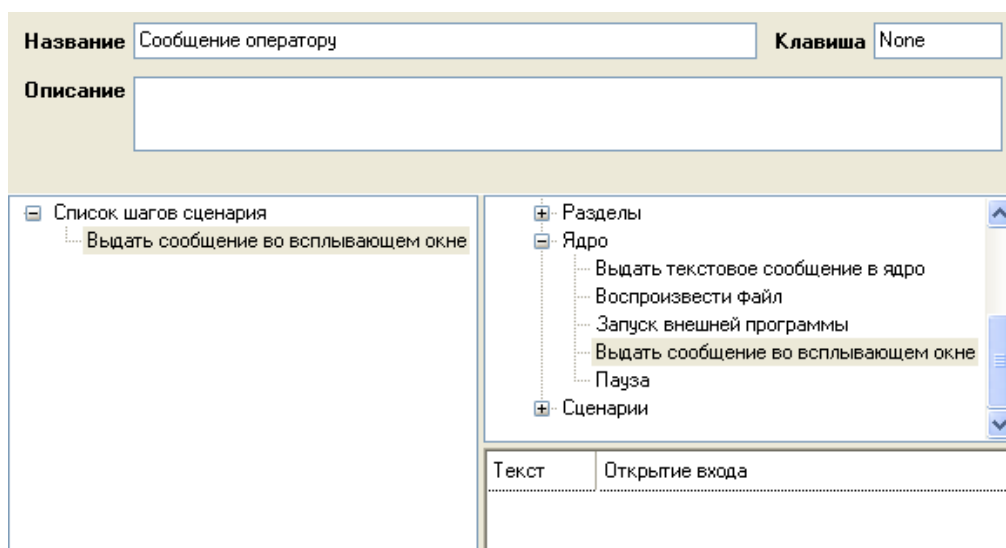 Название Сообщение оператору Клавиша None
Описание
Список шагов сценария
Выдать сообщение во всплывающем окне
Разделы
Ядро
Выдать текстовое сообщение в ядро
Воспроизвести файл
Запуск внешней программы
Выдать сообщение во всплывающем окне
Пауза
Сценарии
Текст Открытие входа